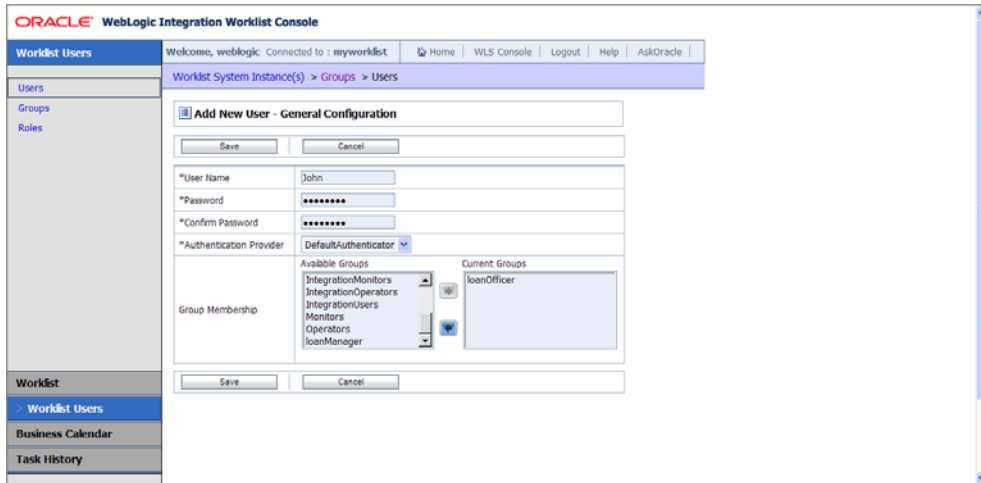 ORACLE WebLogic Integration Worklist Console
Worklist Users
Welcome, weblogic Connected to : myworklist
Home | WLS Console | Logout | Help | AskOracle |
Worklist System Instance(s) > Groups > Users
Users
Groups
Roles
Add New User - General Configuration
Save Cancel
*User Name John
*Password ••••••••
*Confirm Password ••••••••
*Authentication Provider DefaultAuthenticator
Available Groups Current Groups
Group Membership
IntegrationMonitors
IntegrationOperators
IntegrationUsers
Monitors
Operators
loanManager
loanOfficer
Save Cancel
Worklist
> Worklist Users
Business Calendar
Task History